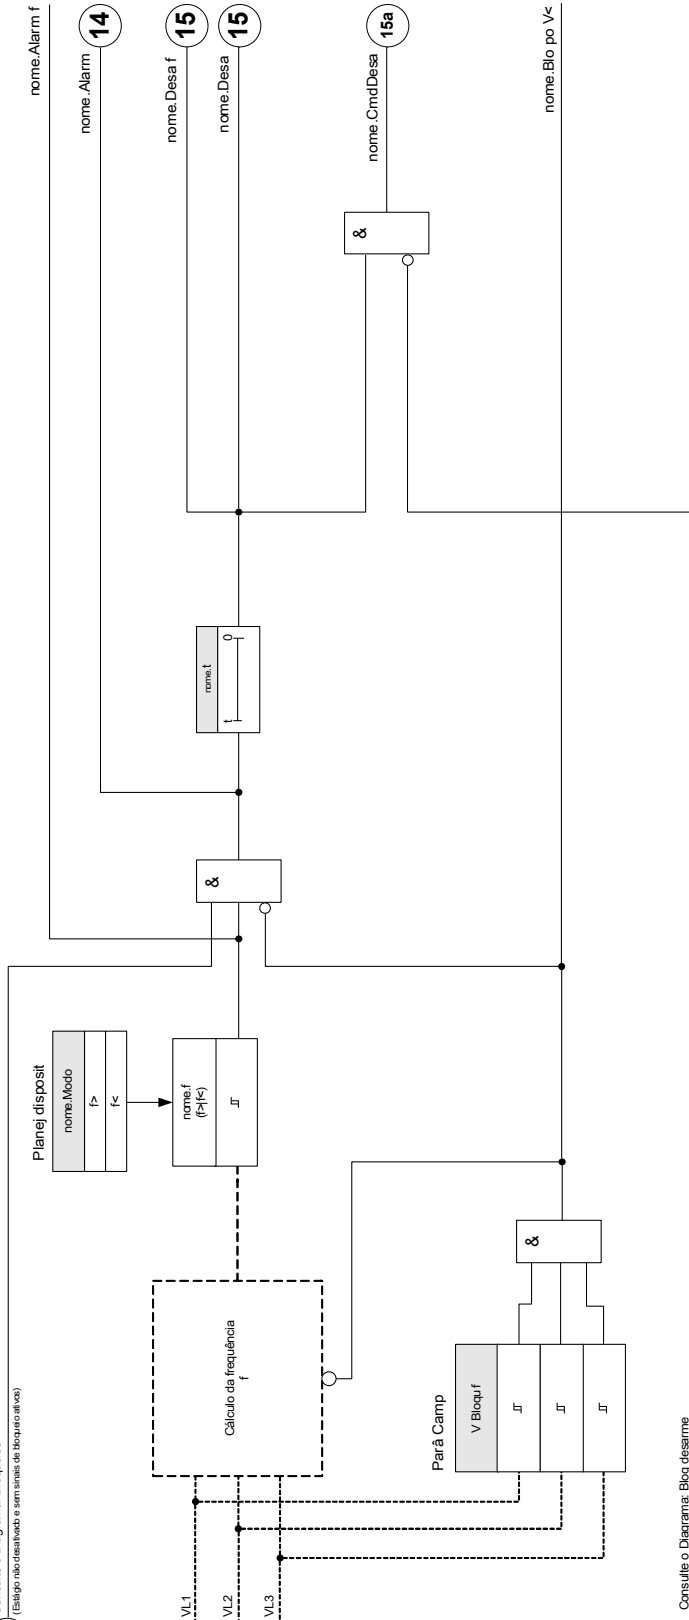 nome.Alarm f
14
nome.Alarm
15
nome.Desa f
15
nome.Desa
15a
nome.CmdDesa
nome.Blo po V<
&
nome.t
t
0
&
Planej disposit
nome.Modo
f>
f<
nome.f
(f>|f<)
&
Cálculo da frequência
f
Parâ Camp
V Bloqu f
VL1
VL2
VL3
(Estágio não desativado e sem sinais de bloqueio ativos)
Consulte o Diagrama: Bloq desarme